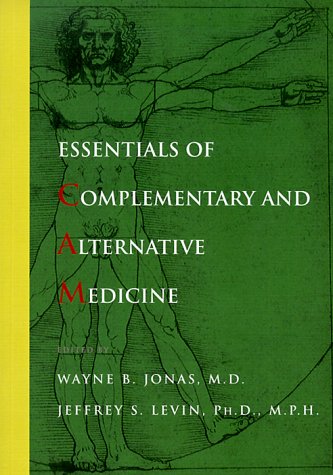 ESSENTIALS OF
COMPLEMENTARY AND
ALTERNATIVE
MEDICINE
EDITED BY
WAYNE B. JONAS, M.D.
JEFFREY S. LEVIN, PH.D., M.P.H.